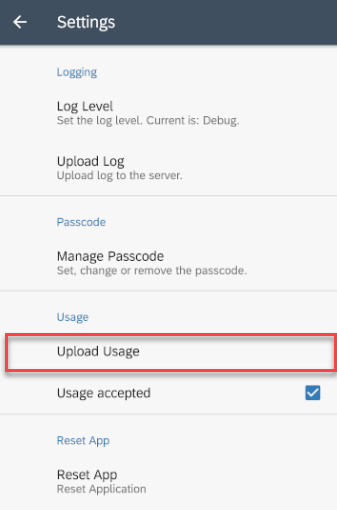 Settings
Logging
Log Level
Set the log level. Current is: Debug.
Upload Log
Upload log to the server.
Passcode
Manage Passcode
Set, change or remove the passcode.
Usage
Upload Usage
Usage accepted
Reset App
Reset App
Reset Application